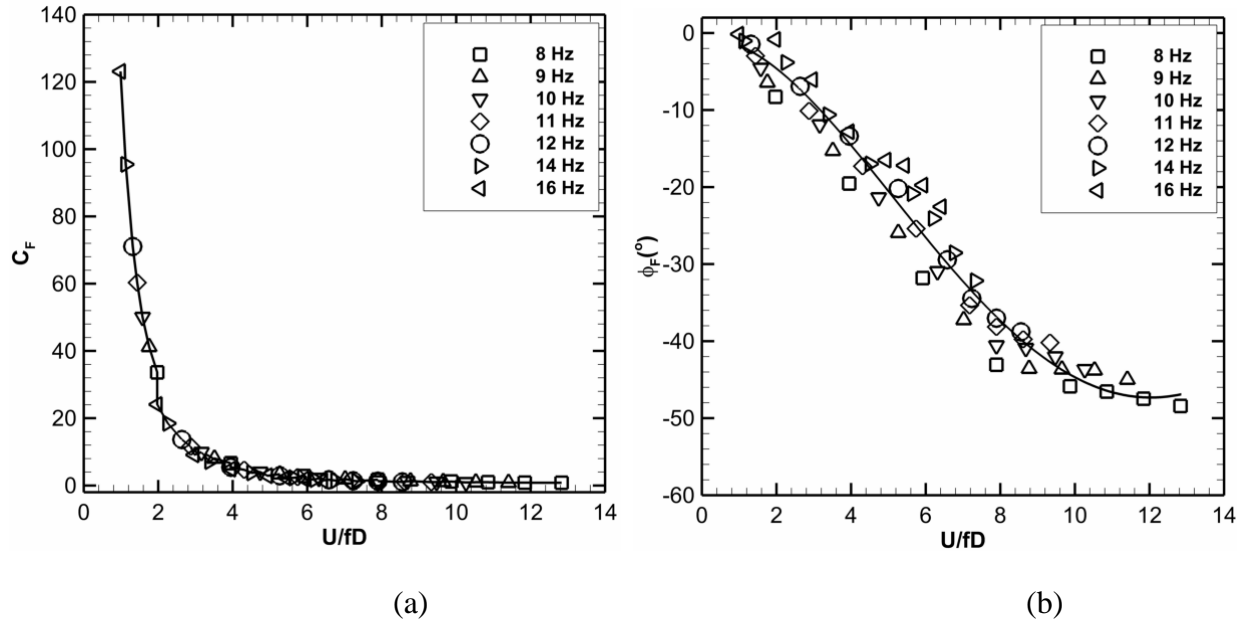 140
120
100
80
60
40
20
0
C_F
0 2 4 6 8 10 12 14
U/fD
8 Hz
9 Hz
10 Hz
11 Hz
12 Hz
14 Hz
16 Hz
(a)
0
-10
-20
-30
-40
-50
-60
ϕ_F(°)
0 2 4 6 8 10 12 14
U/fD
8 Hz
9 Hz
10 Hz
11 Hz
12 Hz
14 Hz
16 Hz
(b)